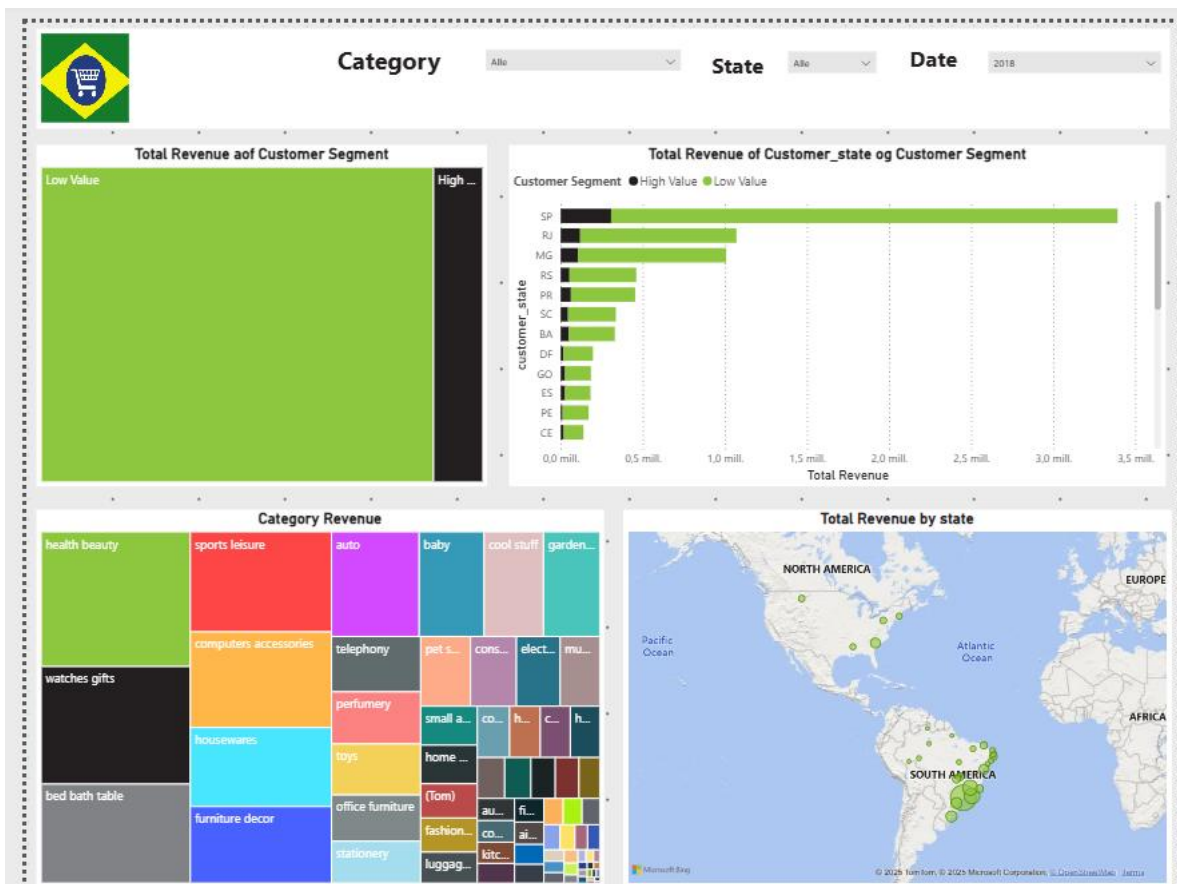 Category
Alle
State
Alle
Date
2018
Total Revenue aof Customer Segment
Low Value
High ...
Total Revenue of Customer_state og Customer Segment
Customer Segment High Value Low Value
customer_state
SP
RJ
MG
RS
PR
SC
BA
DF
GO
ES
PE
CE
0,0 mill. 0,5 mill. 1,0 mill. 1,5 mill. 2,0 mill. 2,5 mill. 3,0 mill. 3,5 mill.
Total Revenue
Category Revenue
health beauty
watches gifts
bed bath table
sports leisure
computers accessories
housewares
furniture decor
auto
telephony
perfumery
toys
office furniture
stationery
baby
cool stuff
garden...
pet s...
cons...
elect...
mu...
small a...
co...
h...
c...
h...
home ...
(Tom)
fashion...
luggag...
au...
fi...
co...
ai...
kitc...
Total Revenue by state
NORTH AMERICA
EUROPE
Pacific
Ocean
Atlantic
Ocean
AFRICA
SOUTH AMERICA
Microsoft Bing
© 2025 TomTom, © 2025 Microsoft Corporation, © OpenStreetMap Terms